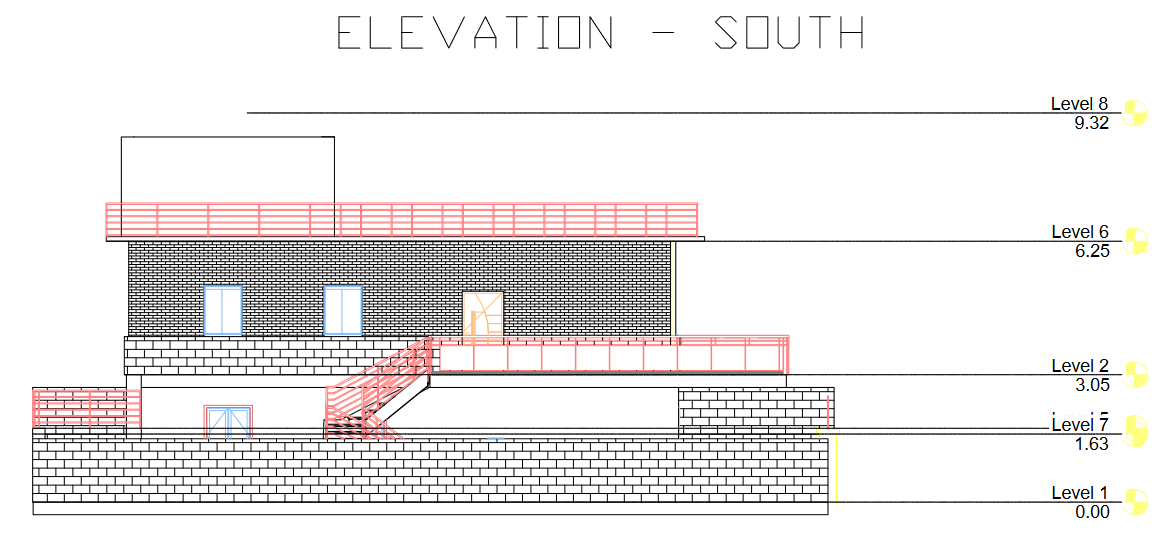 ELEVATION - SOUTH
Level 8
9.32
Level 6
6.25
Level 2
3.05
Level 7
1.63
Level 1
0.00